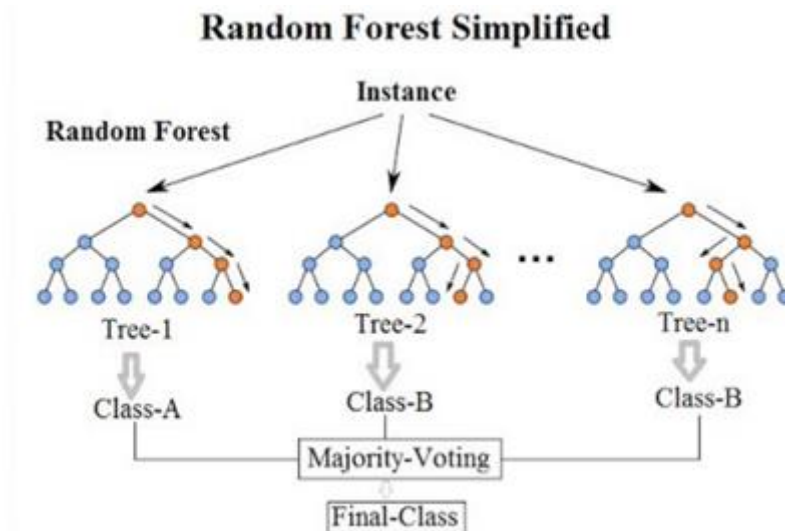 Random Forest Simplified
Instance
Random Forest
...
Tree-1
Tree-2
Tree-n
Class-A
Class-B
Class-B
Majority-Voting
Final-Class